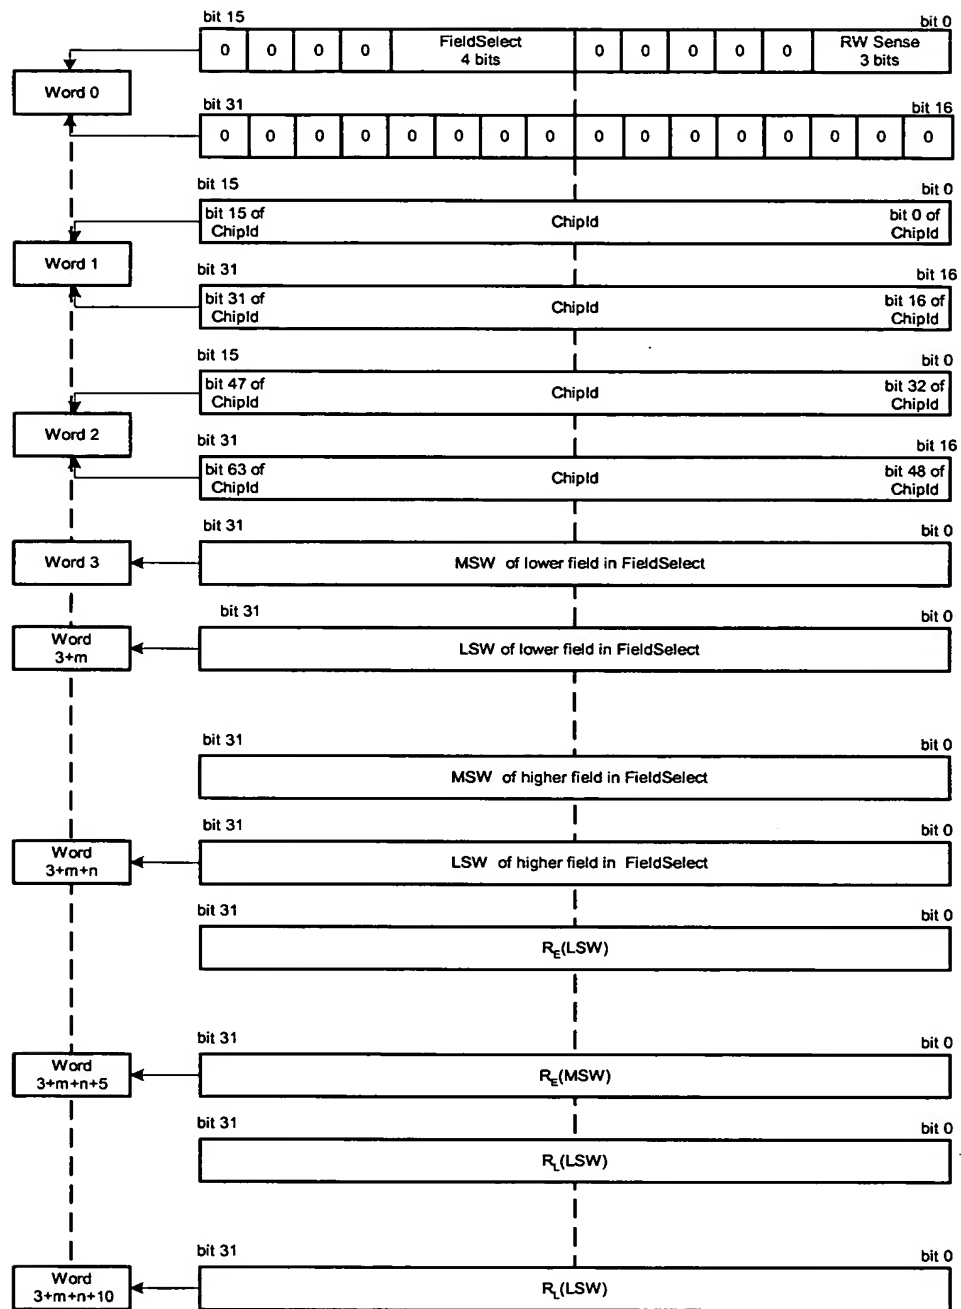 bit 15 bit 0
0 0 0 0 FieldSelect 0 0 0 0 0 RW Sense
4 bits 3 bits
Word 0
bit 31 bit 16
0 0 0 0 0 0 0 0 0 0 0 0 0 0 0 0
bit 15 bit 0
bit 15 of ChipId bit 0 of
ChipId ChipId
Word 1
bit 31 bit 16
bit 31 of ChipId bit 16 of
ChipId ChipId
bit 15 bit 0
bit 47 of ChipId bit 32 of
ChipId ChipId
Word 2
bit 31 bit 16
bit 63 of ChipId bit 48 of
ChipId ChipId
bit 31 bit 0
Word 3 MSW of lower field in FieldSelect
bit 31 bit 0
Word LSW of lower field in FieldSelect
3+m
bit 31 bit 0
MSW of higher field in FieldSelect
bit 31 bit 0
Word LSW of higher field in FieldSelect
3+m+n
bit 31 bit 0
R_E(LSW)
bit 31 bit 0
Word R_E(MSW)
3+m+n+5
bit 31 bit 0
R_L(LSW)
bit 31 bit 0
Word R_L(LSW)
3+m+n+10